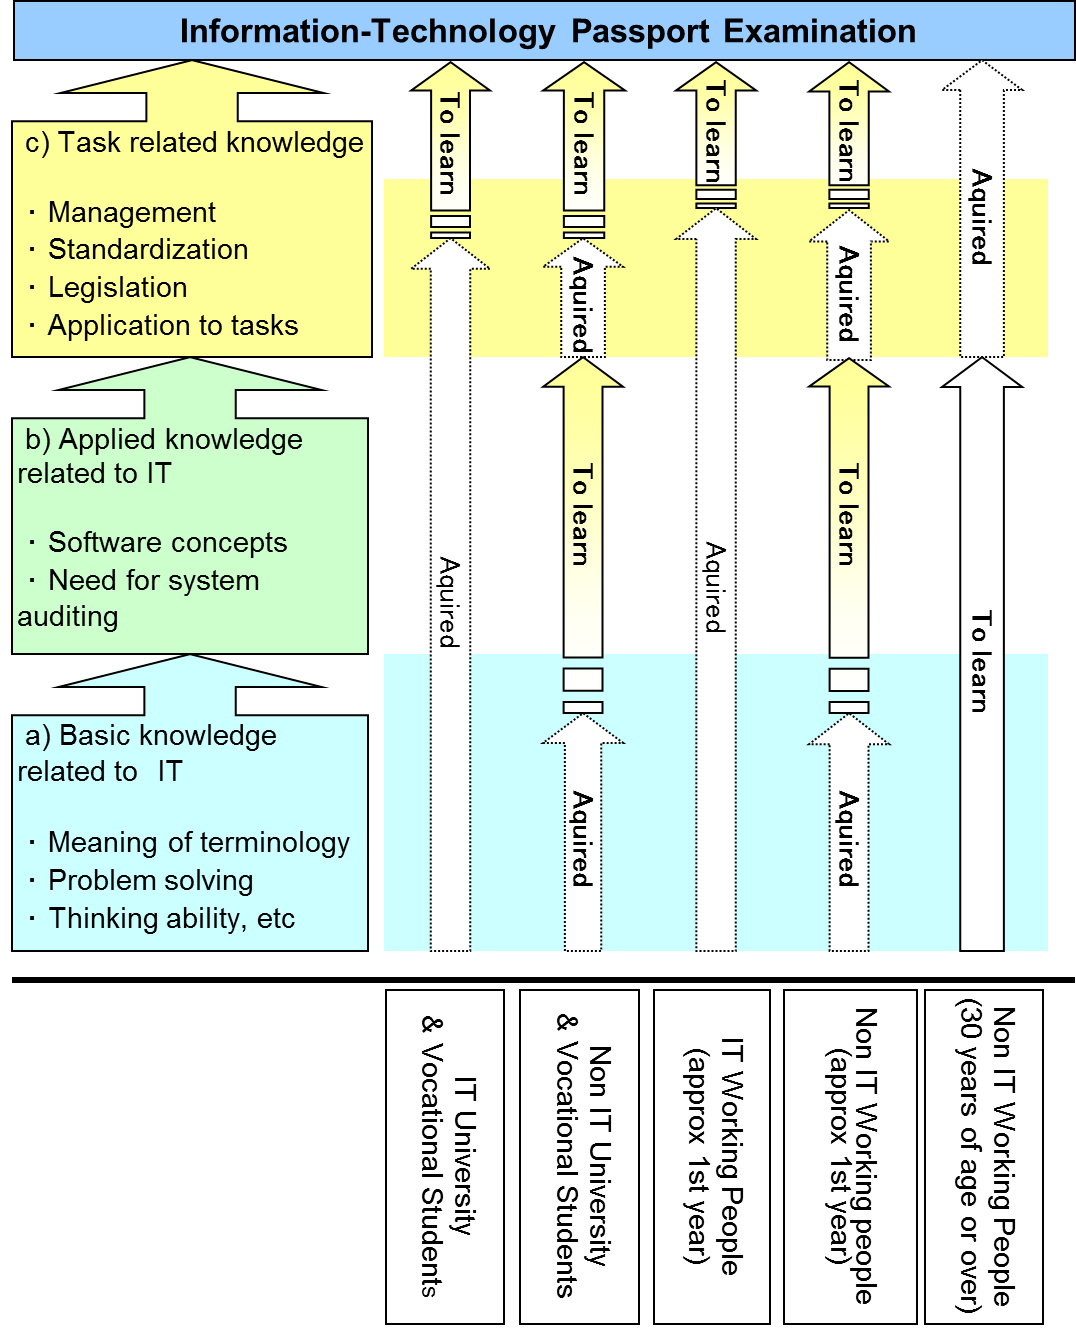 Information-Technology Passport Examination
c) Task related knowledge
・Management
・Standardization
・Legislation
・Application to tasks
b) Applied knowledge
related to IT
・Software concepts
・Need for system
auditing
a) Basic knowledge
related to IT
・Meaning of terminology
・Problem solving
・Thinking ability, etc
To learn
Aquired
To learn
Aquired
To learn
Aquired
To learn
Aquired
To learn
Aquired
To learn
Aquired
Aquired
To learn
IT University
& Vocational Students
Non IT University
& Vocational Students
IT Working People
(approx 1st year)
Non IT Working people
(approx 1st year)
Non IT Working People
(30 years of age or over)